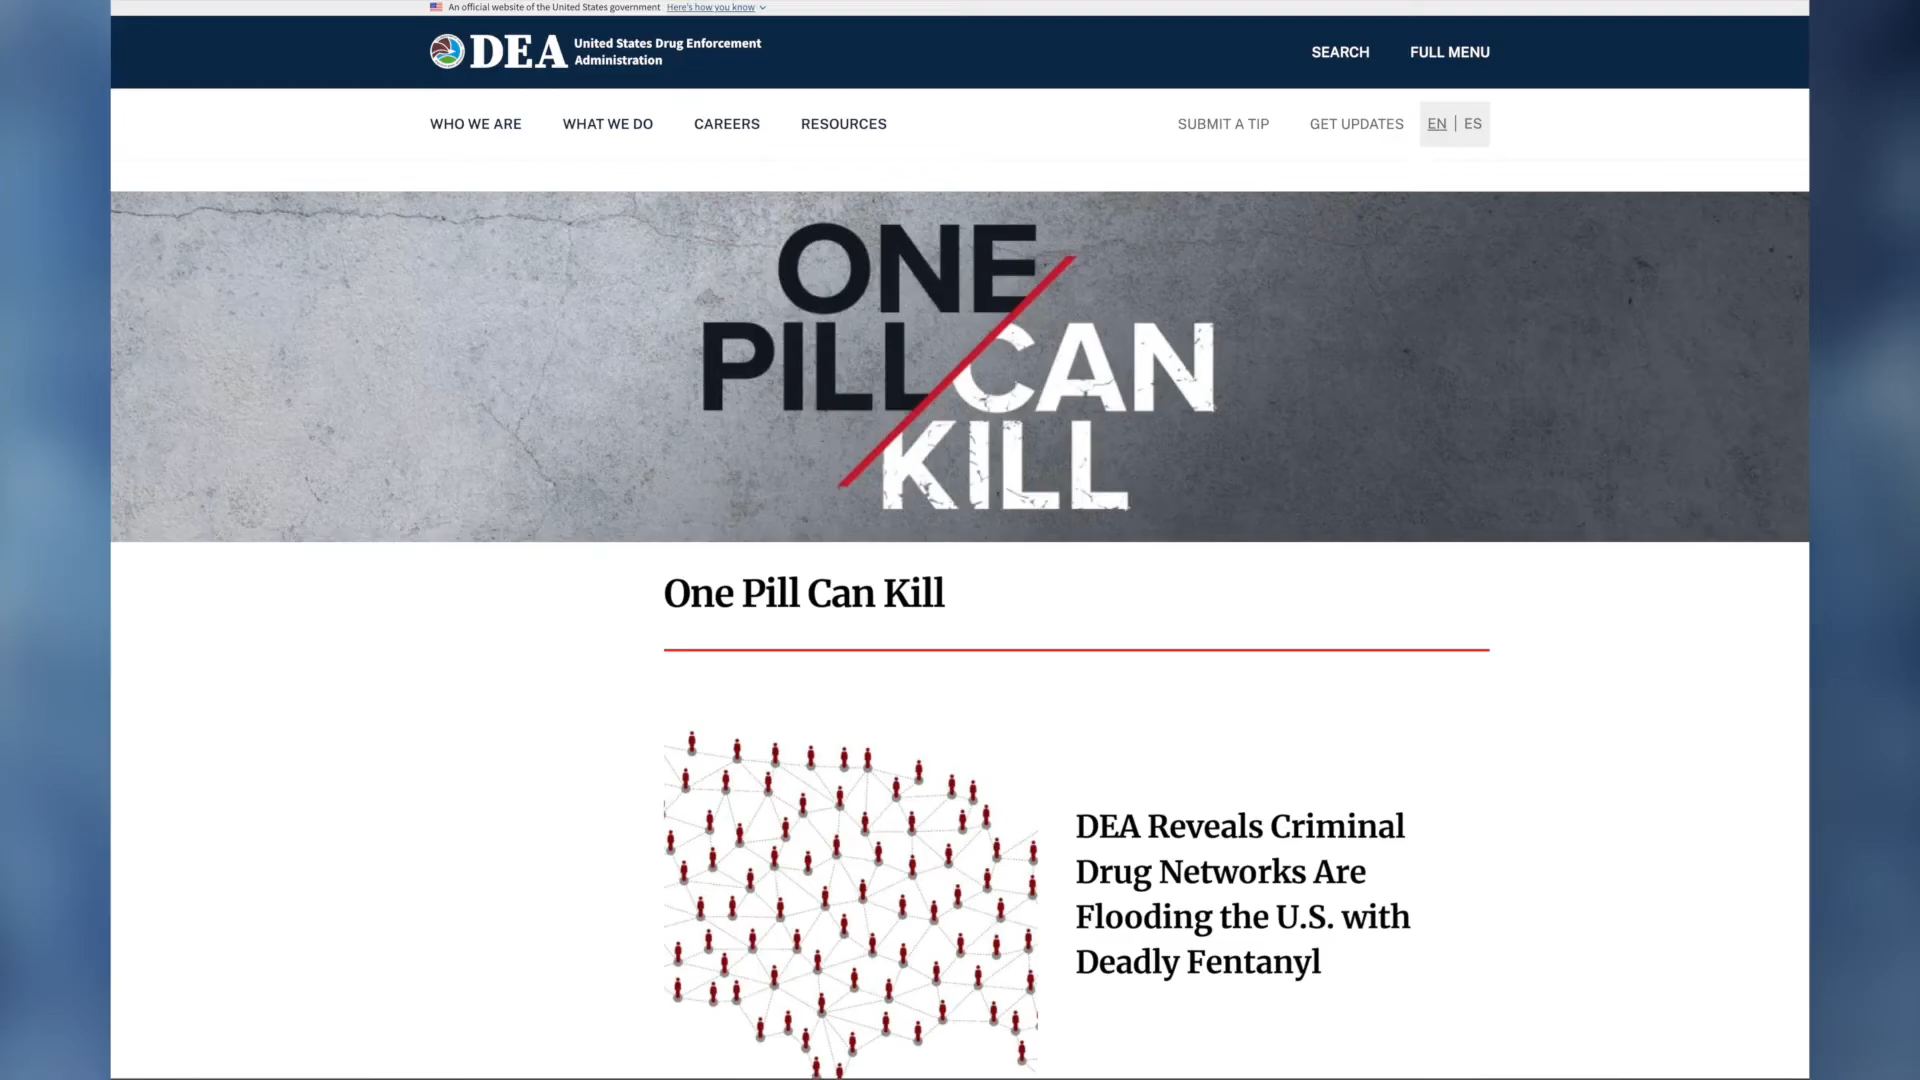 An official website of the United States government Here's how you know
DEA United States Drug Enforcement
Administration
SEARCH FULL MENU
WHO WE ARE WHAT WE DO CAREERS RESOURCES SUBMIT A TIP GET UPDATES EN | ES
ONE
PILL CAN
KILL
One Pill Can Kill
DEA Reveals Criminal
Drug Networks Are
Flooding the U.S. with
Deadly Fentanyl